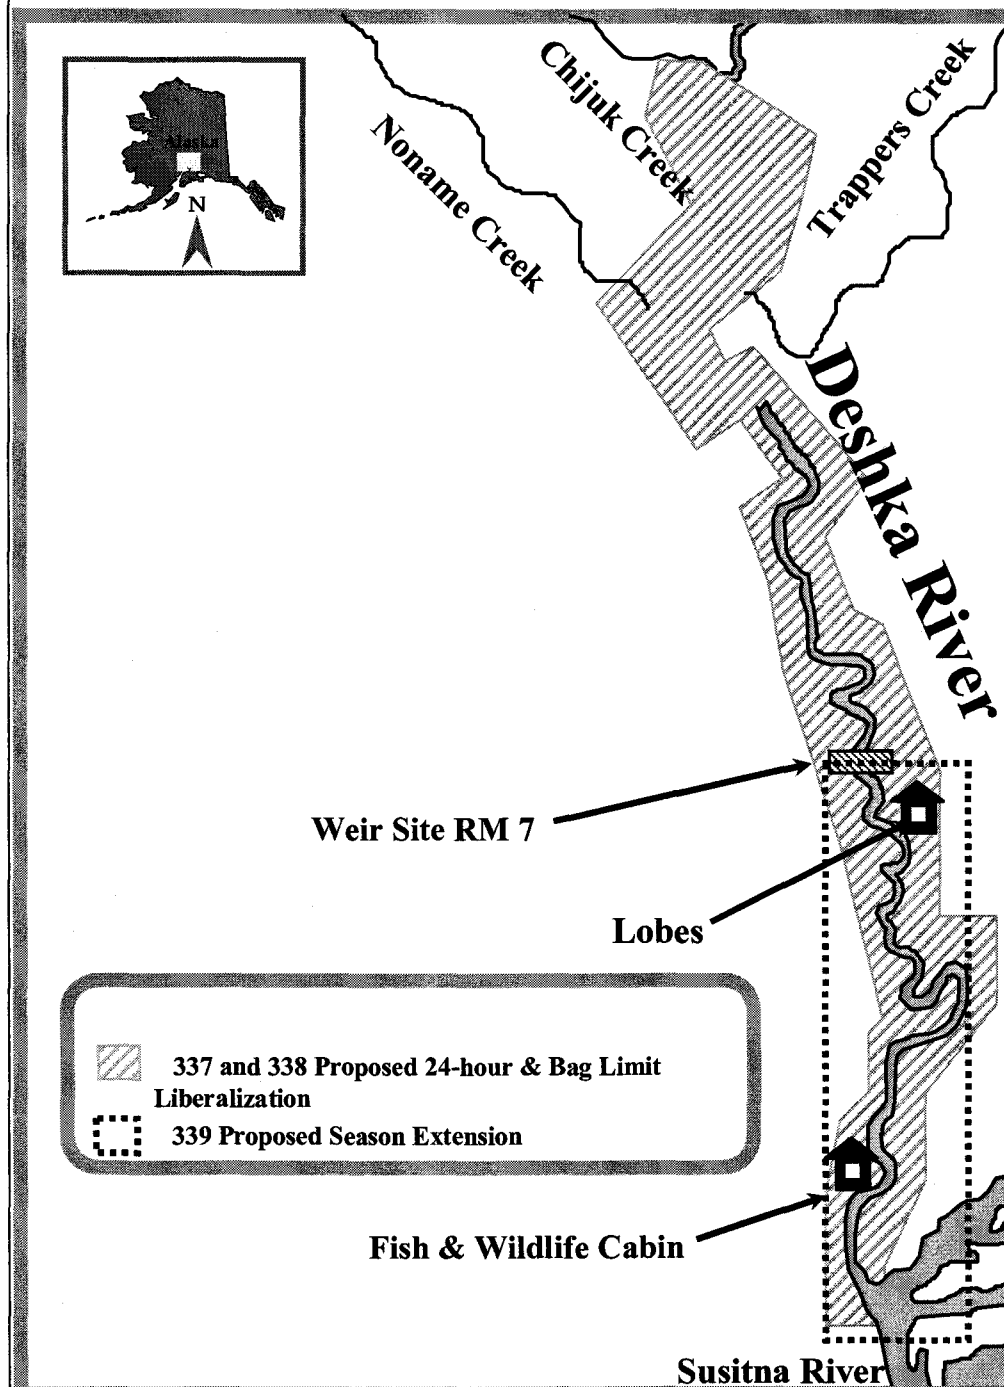 Alaska
N
Noname Creek
Chijuk Creek
Trappers Creek
Deshka River
Weir Site RM 7
Lobes
337 and 338 Proposed 24-hour & Bag Limit
Liberalization
339 Proposed Season Extension
Fish & Wildlife Cabin
Susitna River